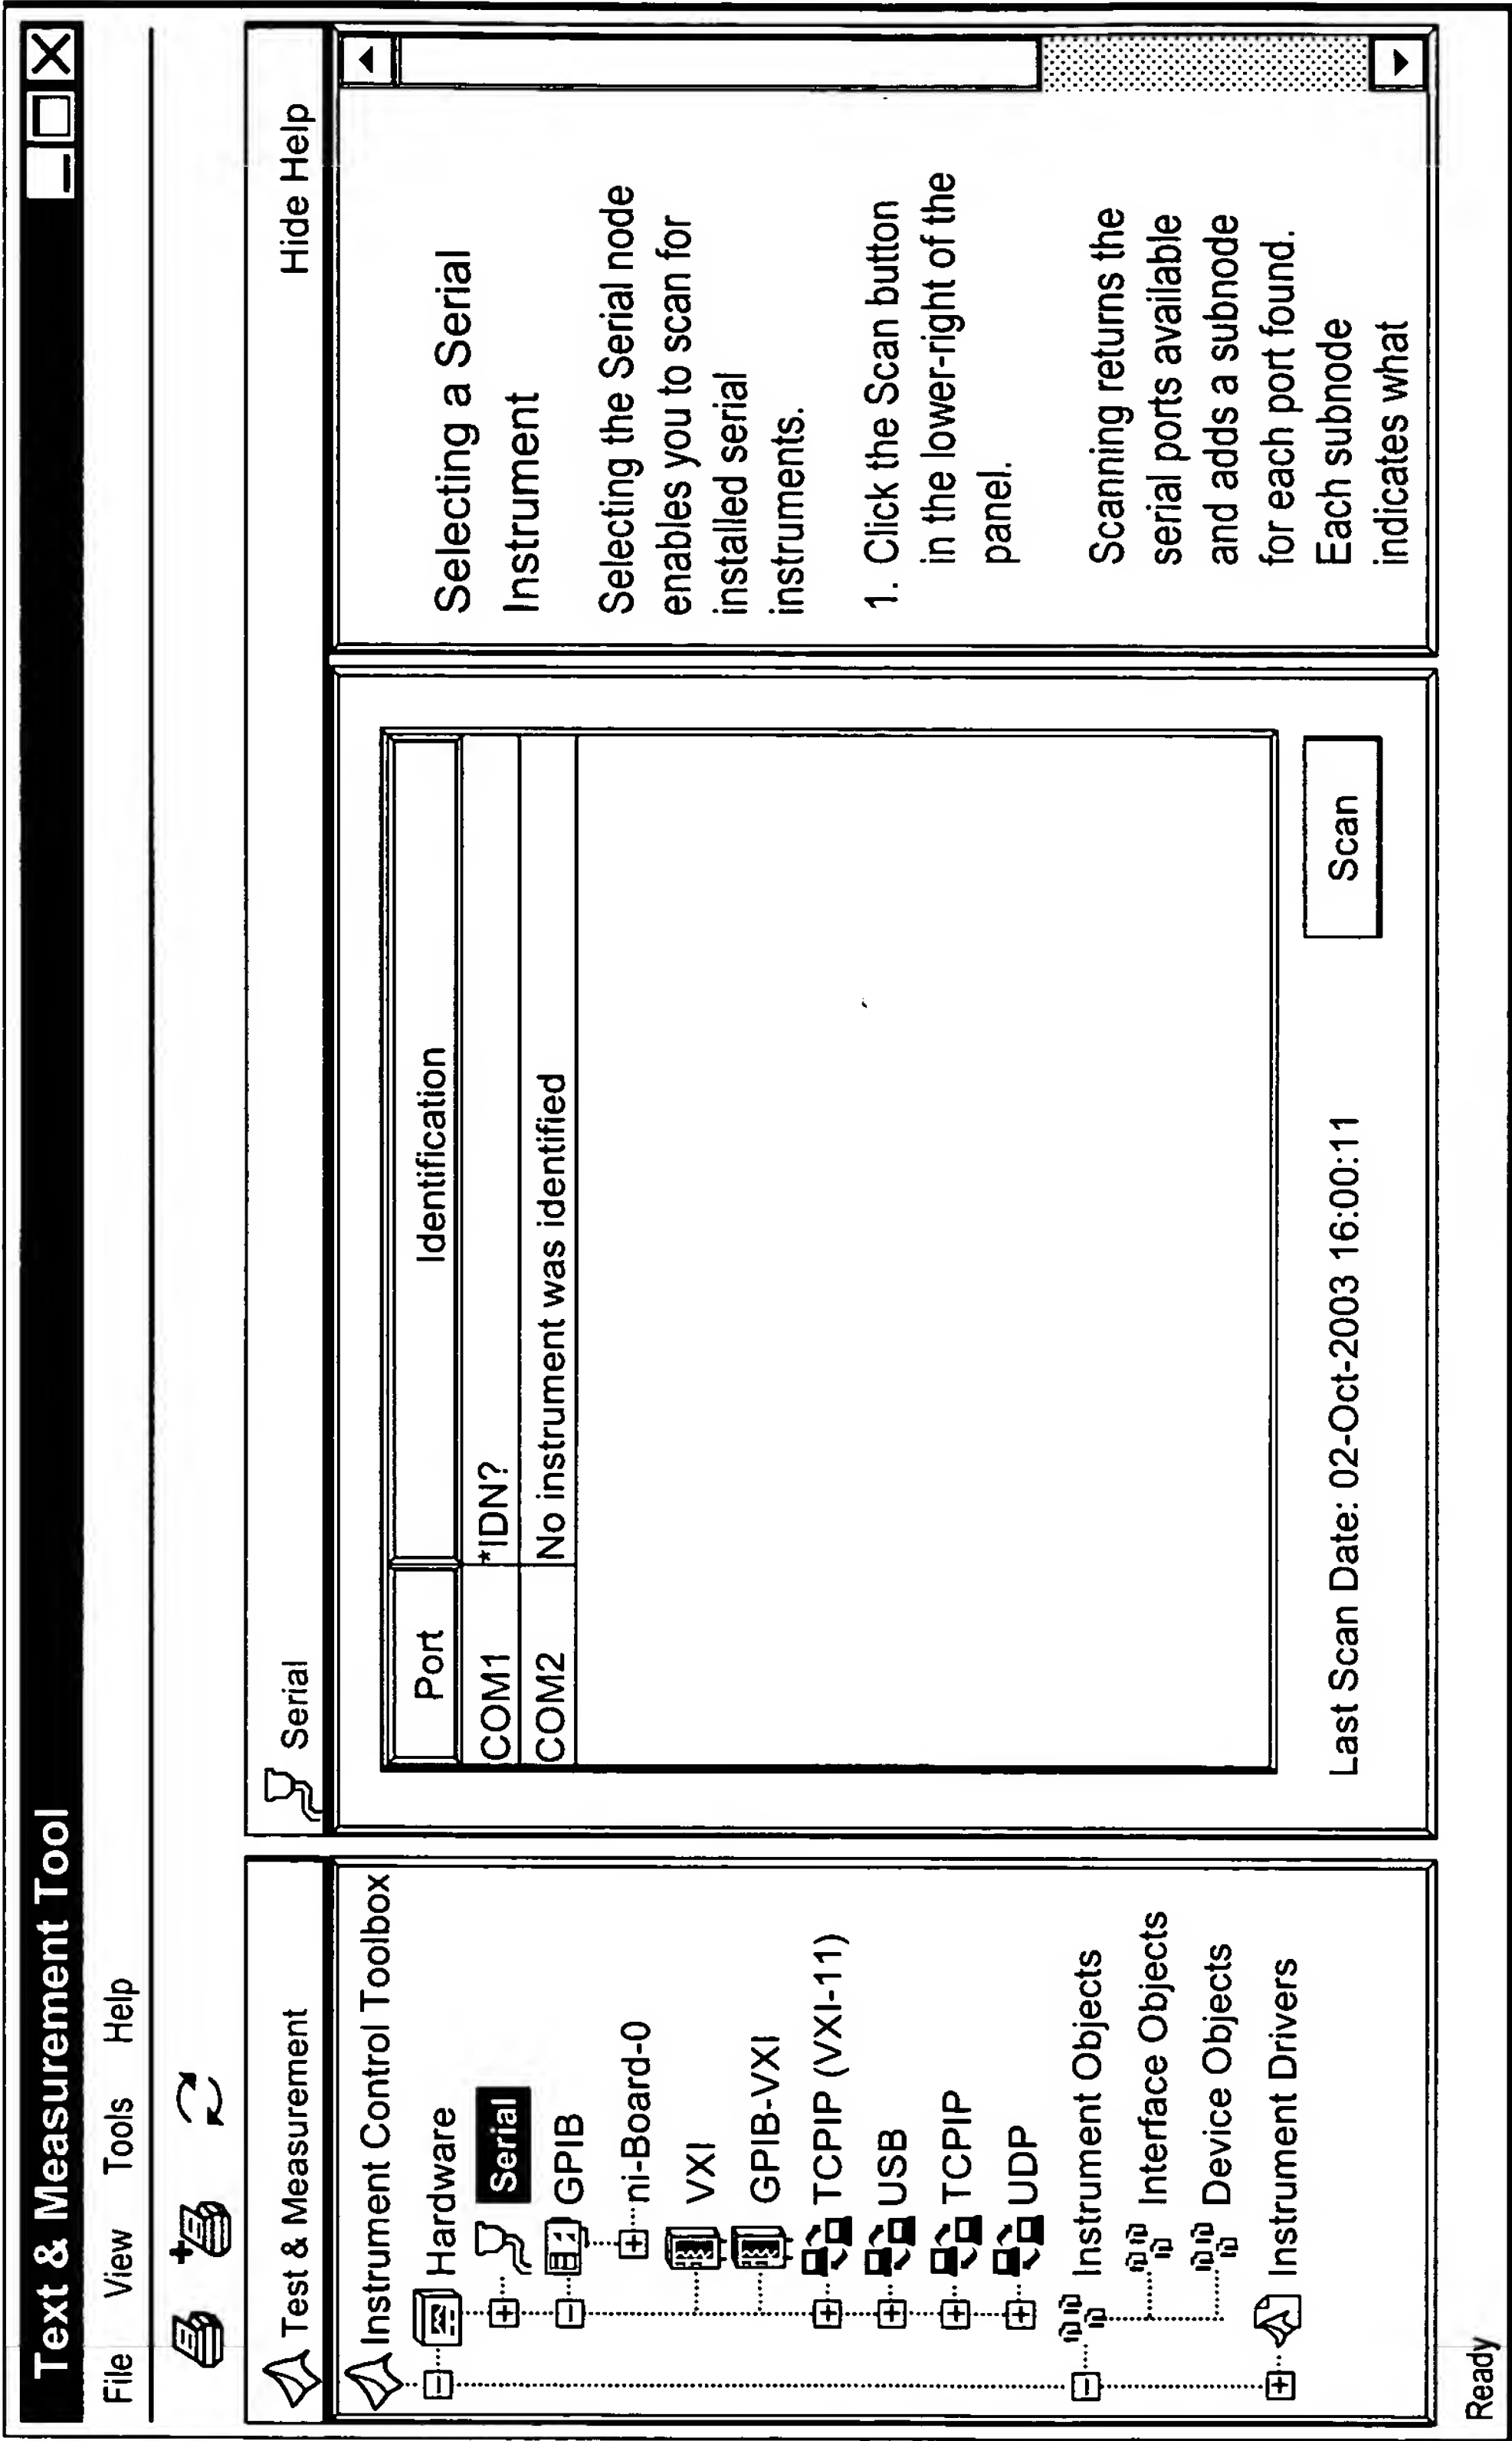 Text & Measurement Tool
File View Tools Help
Test & Measurement
Instrument Control Toolbox
Hardware
Serial
GPIB
ni-Board-0
VXI
GPIB-VXI
TCPIP (VXI-11)
USB
TCPIP
UDP
Instrument Objects
Interface Objects
Device Objects
Instrument Drivers
Serial
Port Identification
COM1 *IDN?
COM2 No instrument was identified
Last Scan Date: 02-Oct-2003 16:00:11
Scan
Hide Help
Selecting a Serial
Instrument
Selecting the Serial node
enables you to scan for
installed serial
instruments.
1. Click the Scan button
in the lower-right of the
panel.
Scanning returns the
serial ports available
and adds a subnode
for each port found.
Each subnode
indicates what
Ready